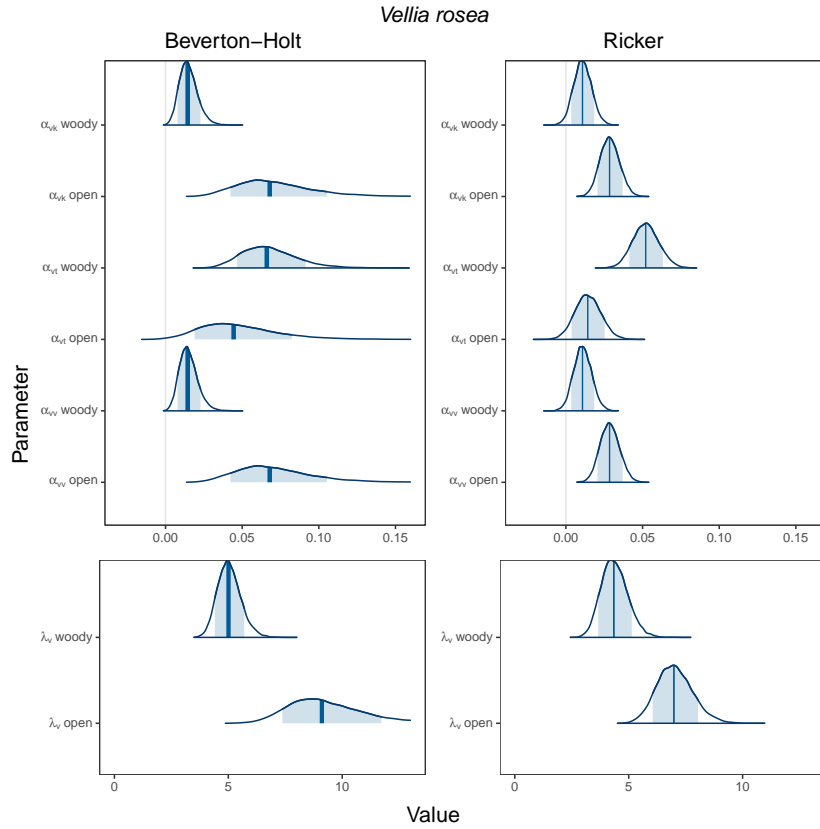 Vellia rosea
Beverton−Holt
Ricker
Parameter
α_vk woody
α_vk open
α_vt woody
α_vt open
α_vv woody
α_vv open
0.00 0.05 0.10 0.15
α_vk woody
α_vk open
α_vt woody
α_vt open
α_vv woody
α_vv open
0.00 0.05 0.10 0.15
λ_v woody
λ_v open
0 5 10
λ_v woody
λ_v open
0 5 10
Value